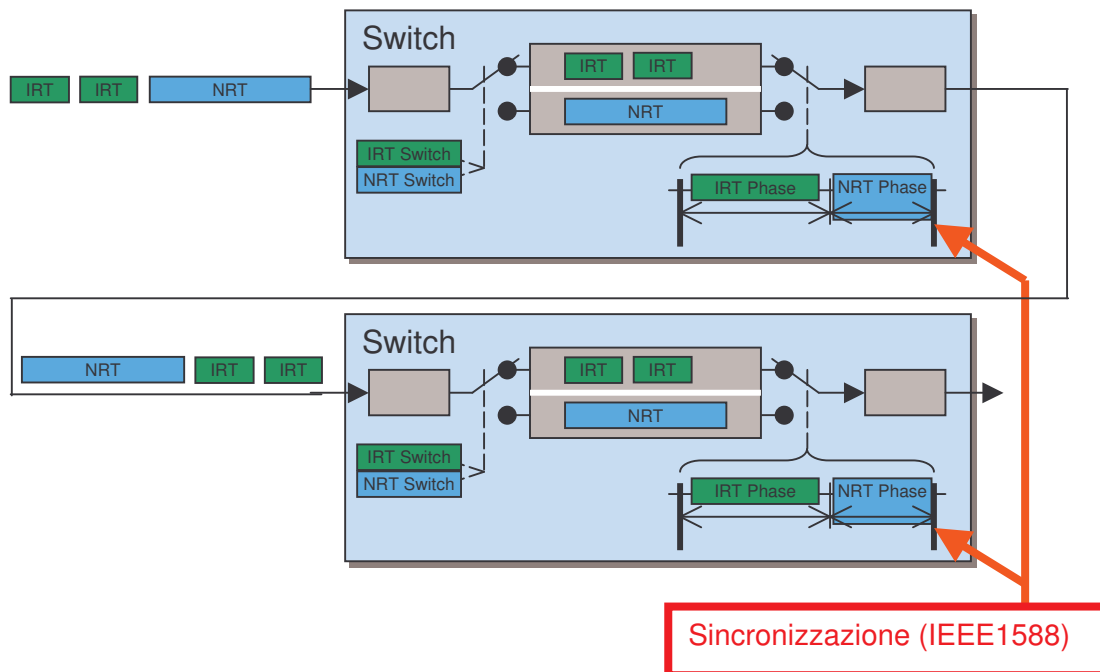 Switch
IRT IRT NRT
IRT IRT
NRT
IRT Switch
NRT Switch
IRT Phase NRT Phase
Switch
NRT IRT IRT
IRT IRT
NRT
IRT Switch
NRT Switch
IRT Phase NRT Phase
Sincronizzazione (IEEE1588)